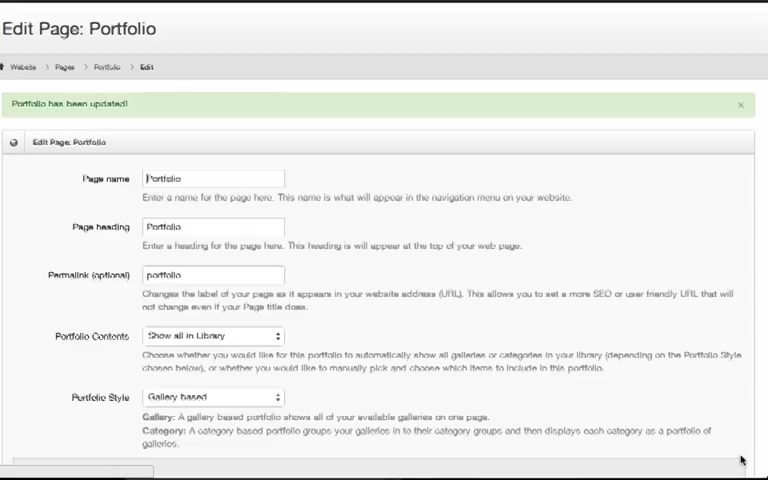 Edit Page: Portfolio
Website > Pages > Portfolio > Edit
Portfolio has been updated! ×
Edit Page: Portfolio
Page name Portfolio
Enter a name for the page here. This name is what will appear in the navigation menu on your website.
Page heading Portfolio
Enter a heading for the page here. This heading is will appear at the top of your web page.
Permalink (optional) portfolio
Changes the label of your page as it appears in your website address (URL). This allows you to set a more SEO or user friendly URL that will
not change even if your Page title does.
Portfolio Contents Show all in Library
Choose whether you would like for this portfolio to automatically show all galleries or categories in your library (depending on the Portfolio Style
chosen below), or whether you would like to manually pick and choose which items to include in this portfolio.
Portfolio Style Gallery based
Gallery: A gallery based portfolio shows all of your available galleries on one page.
Category: A category based portfolio groups your galleries in to their category groups and then displays each category as a portfolio of
galleries.